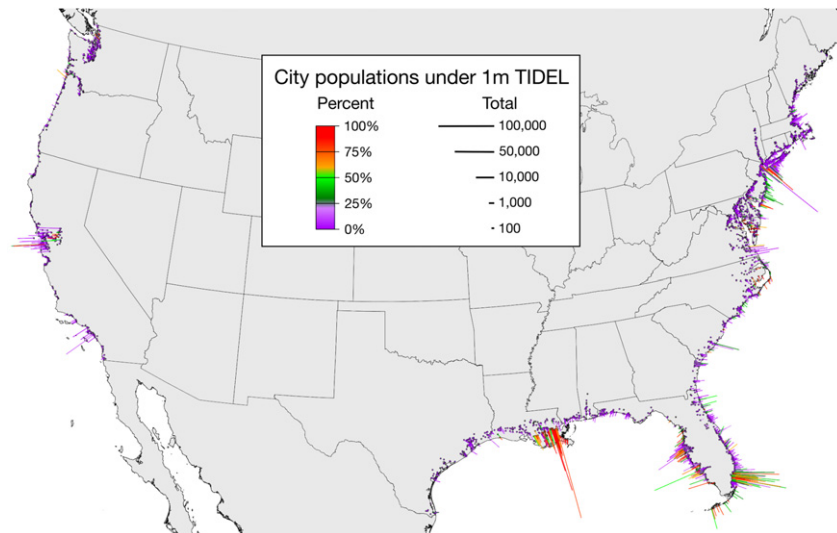 City populations under 1m TIDEL
Percent Total
100% 100,000
75% 50,000
50% 10,000
25% 1,000
0% 100